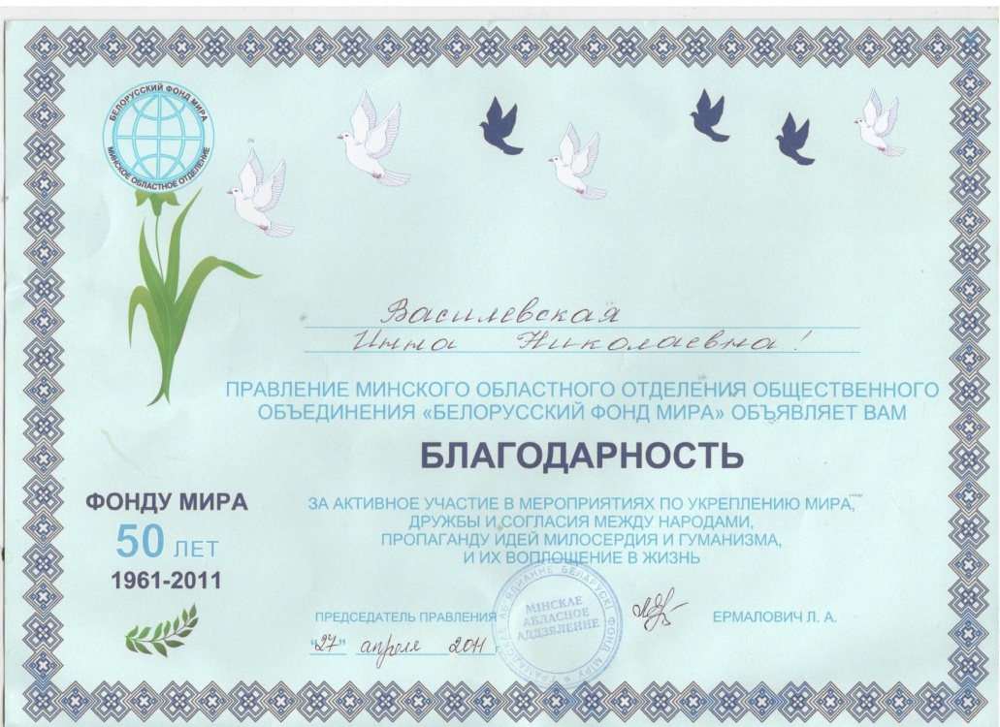 БЕЛОРУССКИЙ ФОНД МИРА
МИНСКОЕ ОБЛАСТНОЕ ОТДЕЛЕНИЕ
Василевская
Инна Николаевна!
ПРАВЛЕНИЕ МИНСКОГО ОБЛАСТНОГО ОТДЕЛЕНИЯ ОБЩЕСТВЕННОГО
ОБЪЕДИНЕНИЯ «БЕЛОРУССКИЙ ФОНД МИРА» ОБЪЯВЛЯЕТ ВАМ
БЛАГОДАРНОСТЬ
ФОНДУ МИРА
50 ЛЕТ
1961-2011
ЗА АКТИВНОЕ УЧАСТИЕ В МЕРОПРИЯТИЯХ ПО УКРЕПЛЕНИЮ МИРА,
ДРУЖБЫ И СОГЛАСИЯ МЕЖДУ НАРОДАМИ,
ПРОПАГАНДУ ИДЕЙ МИЛОСЕРДИЯ И ГУМАНИЗМА,
И ИХ ВОПЛОЩЕНИЕ В ЖИЗНЬ
ПРЕДСЕДАТЕЛЬ ПРАВЛЕНИЯ
ЕРМАЛОВИЧ Л. А.
"27" апреля 2011 г.
ГРАМАДСКАЕ АБ'ЯДНАННЕ БЕЛАРУСКІ ФОНД МІРУ
МІНСКАЕ
АБЛАСНОЕ
АДДЗЯЛЕННЕ